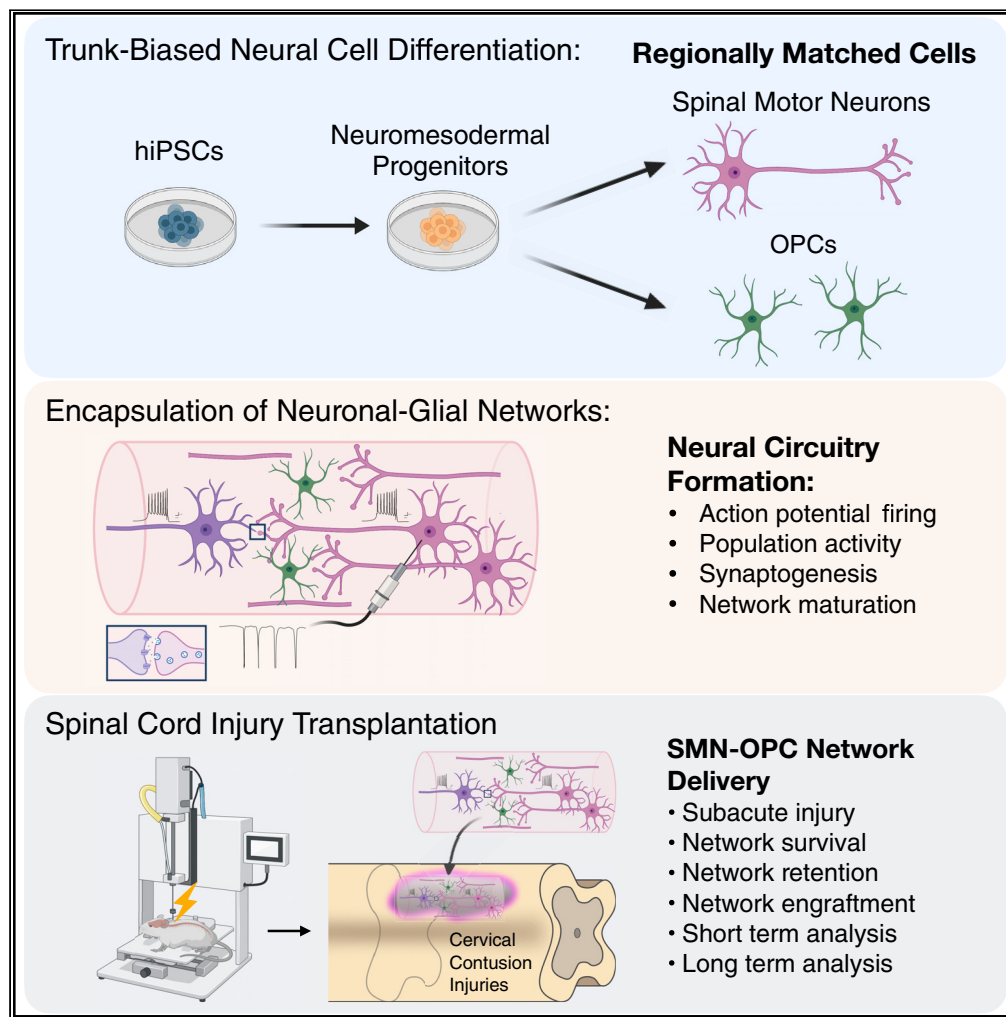 Trunk-Biased Neural Cell Differentiation:
Regionally Matched Cells
Spinal Motor Neurons
hiPSCs
Neuromesodermal
Progenitors
OPCs
Encapsulation of Neuronal-Glial Networks:
Neural Circuitry
Formation:
• Action potential firing
• Population activity
• Synaptogenesis
• Network maturation
Spinal Cord Injury Transplantation
SMN-OPC Network
Delivery
• Subacute injury
• Network survival
• Network retention
• Network engraftment
• Short term analysis
• Long term analysis
Cervical
Contusion
Injuries